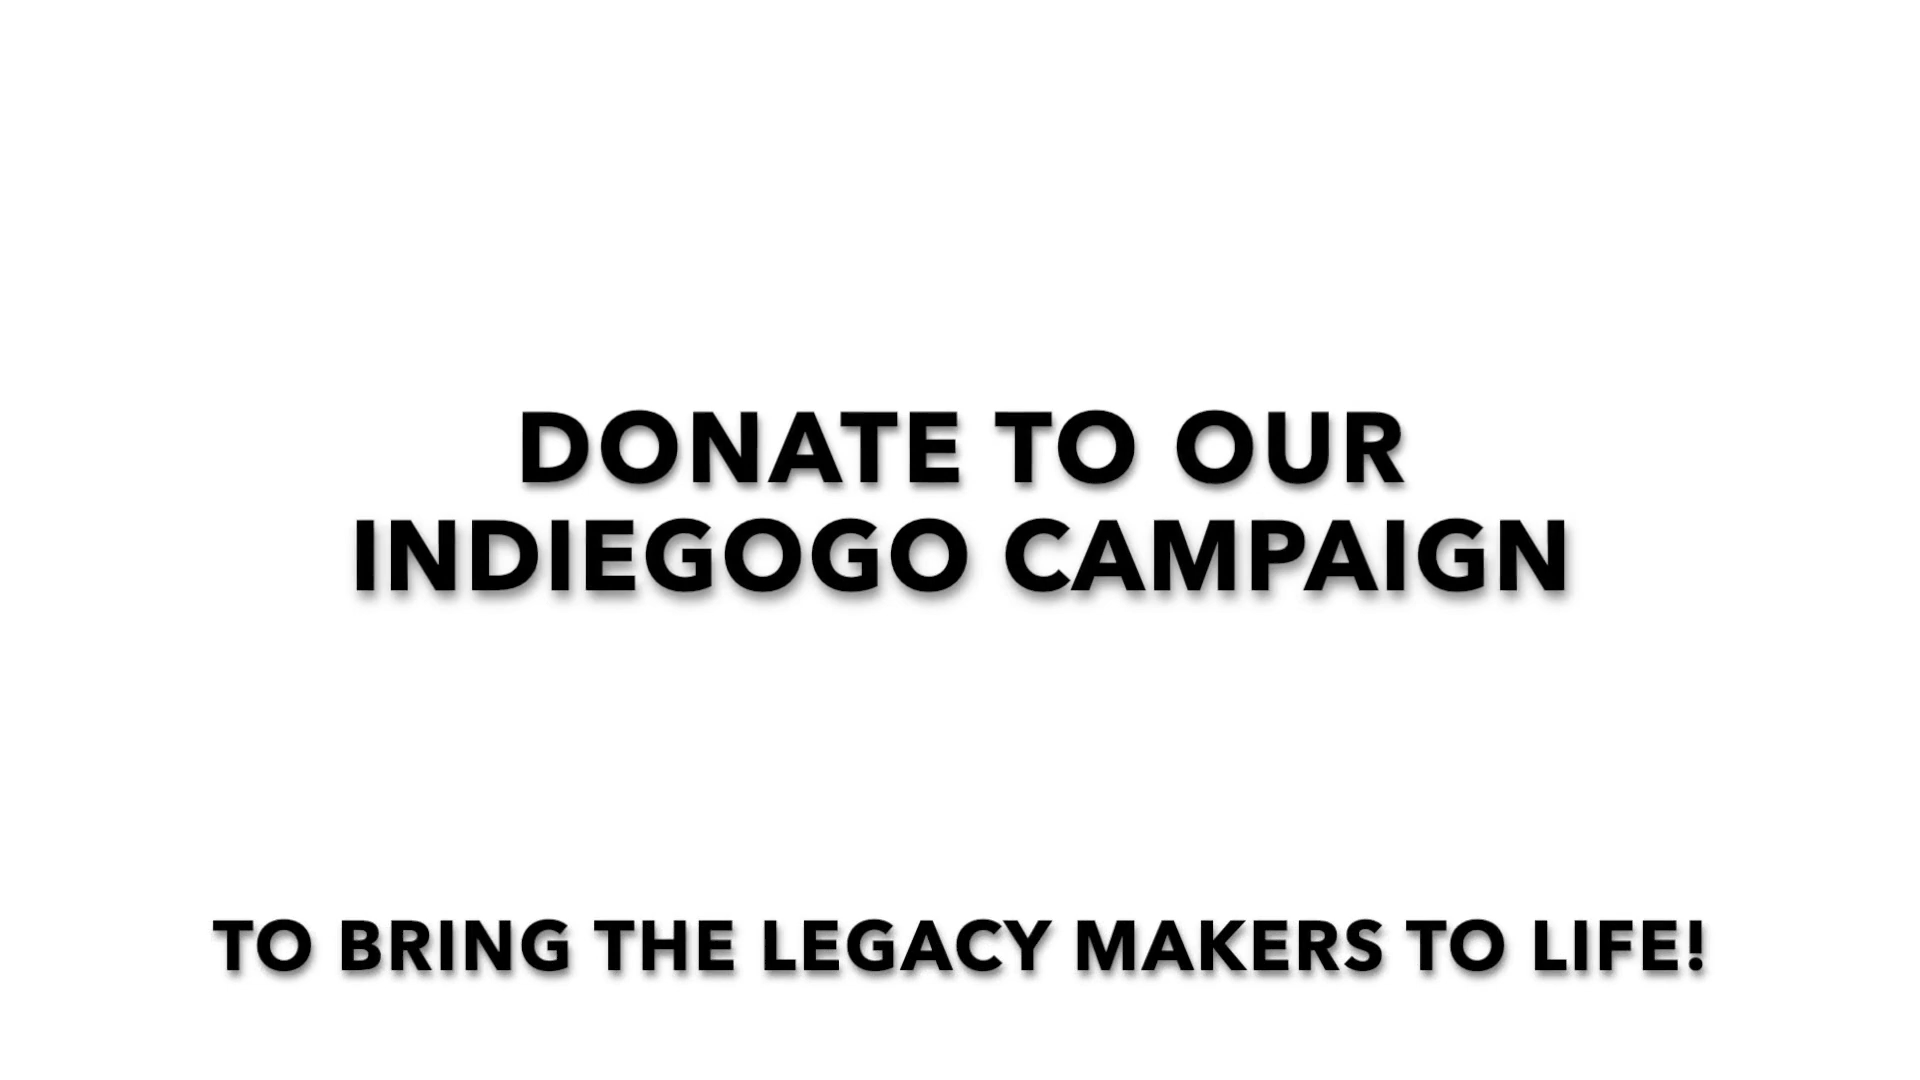 DONATE TO OUR
INDIEGOGO CAMPAIGN
TO BRING THE LEGACY MAKERS TO LIFE!